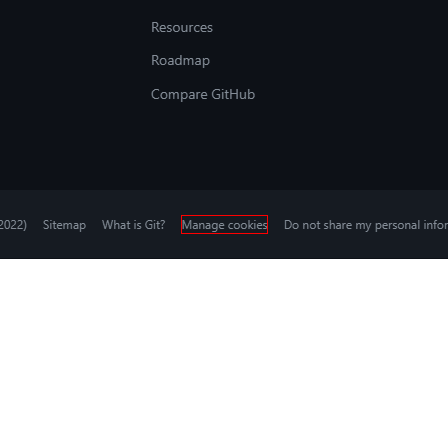 Resources
Roadmap
Compare GitHub
2022) Sitemap What is Git? Manage cookies Do not share my personal infor